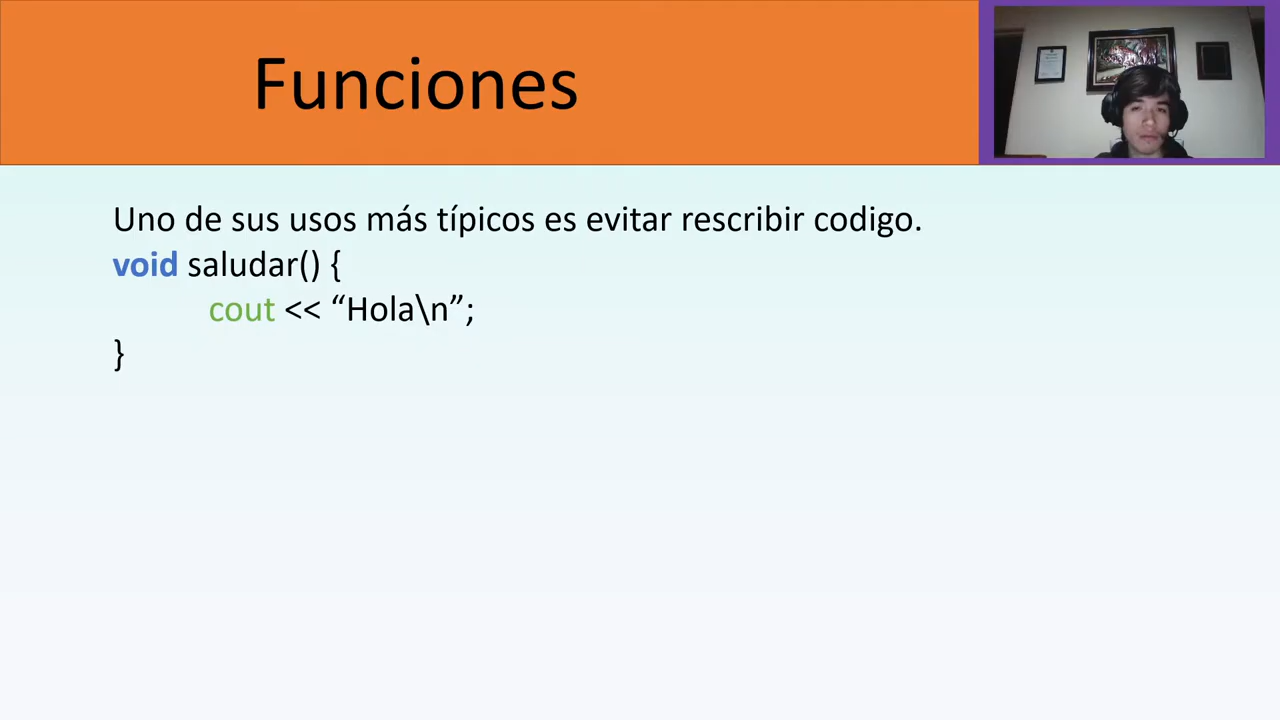 Funciones
Uno de sus usos más típicos es evitar rescribir codigo.
void saludar() {
cout << “Hola\n”;
}